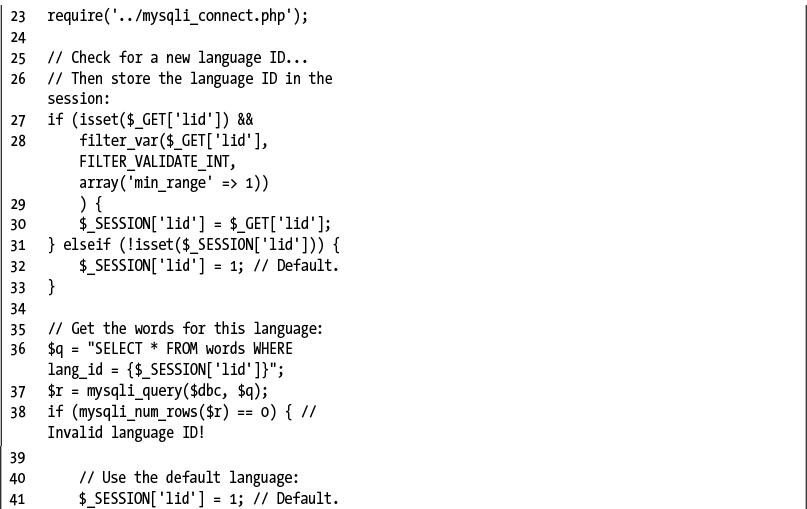 23 require('../mysqli_connect.php');
24
25 // Check for a new language ID...
26 // Then store the language ID in the
session:
27 if (isset($_GET['lid']) &&
28 filter_var($_GET['lid'],
FILTER_VALIDATE_INT,
array('min_range' => 1))
29 ) {
30 $_SESSION['lid'] = $_GET['lid'];
31 } elseif (!isset($_SESSION['lid'])) {
32 $_SESSION['lid'] = 1; // Default.
33 }
34
35 // Get the words for this language:
36 $q = "SELECT * FROM words WHERE
lang_id = {$_SESSION['lid']}";
37 $r = mysqli_query($dbc, $q);
38 if (mysqli_num_rows($r) == 0) { //
Invalid language ID!
39
40 // Use the default language:
41 $_SESSION['lid'] = 1; // Default.